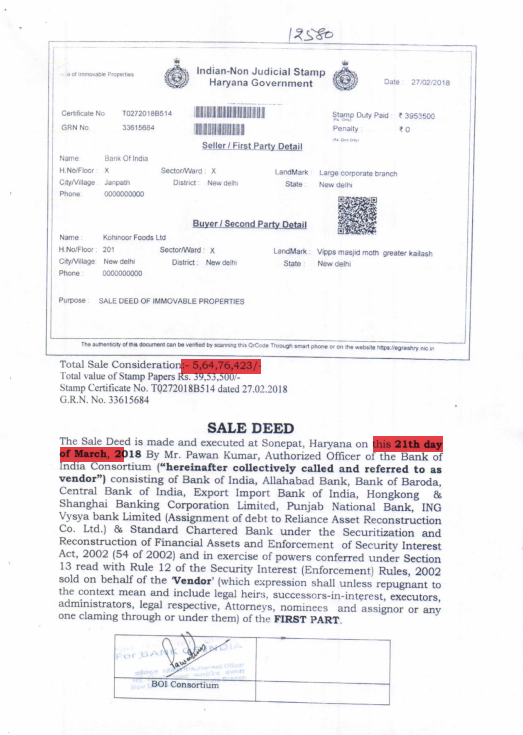 12580
Sale of Immovable Properties
Indian-Non Judicial Stamp
Haryana Government
Date : 27/02/2018
Certificate No. T0272018B514
Stamp Duty Paid : ₹ 3953500
GRN No. 33615684
Penalty : ₹ 0
(Rs. Zero Only)
Seller / First Party Detail
Name: Bank Of India
H.No/Floor : X Sector/Ward : X LandMark : Large corporate branch
City/Village : Janpath District : New delhi State : New delhi
Phone: 0000000000
Buyer / Second Party Detail
Name : Kohinoor Foods Ltd
H.No/Floor : 201 Sector/Ward : X LandMark : Vipps masjid moth greater kailash
City/Village: New delhi District : New delhi State : New delhi
Phone : 0000000000
Purpose : SALE DEED OF IMMOVABLE PROPERTIES
The authenticity of this document can be verified by scanning this QrCode Through smart phone or on the website https://egrashry.nic.in
Total Sale Consideration:- 5,64,76,423/-
Total value of Stamp Papers Rs. 39,53,500/-
Stamp Certificate No. T0272018B514 dated 27.02.2018
G.R.N. No. 33615684
SALE DEED
The Sale Deed is made and executed at Sonepat, Haryana on this 21th day
of March, 2018 By Mr. Pawan Kumar, Authorized Officer of the Bank of
India Consortium ("hereinafter collectively called and referred to as
vendor") consisting of Bank of India, Allahabad Bank, Bank of Baroda,
Central Bank of India, Export Import Bank of India, Hongkong &
Shanghai Banking Corporation Limited, Punjab National Bank, ING
Vysya bank Limited (Assignment of debt to Reliance Asset Reconstruction
Co. Ltd.) & Standard Chartered Bank under the Securitization and
Reconstruction of Financial Assets and Enforcement of Security Interest
Act, 2002 (54 of 2002) and in exercise of powers conferred under Section
13 read with Rule 12 of the Security Interest (Enforcement) Rules, 2002
sold on behalf of the 'Vendor' (which expression shall unless repugnant to
the context mean and include legal heirs, successors-in-interest, executors,
administrators, legal respective, Attorneys, nominees and assignor or any
one claiming through or under them) of the FIRST PART.
For BANK OF INDIA
Authorised Officer
BOI Consortium